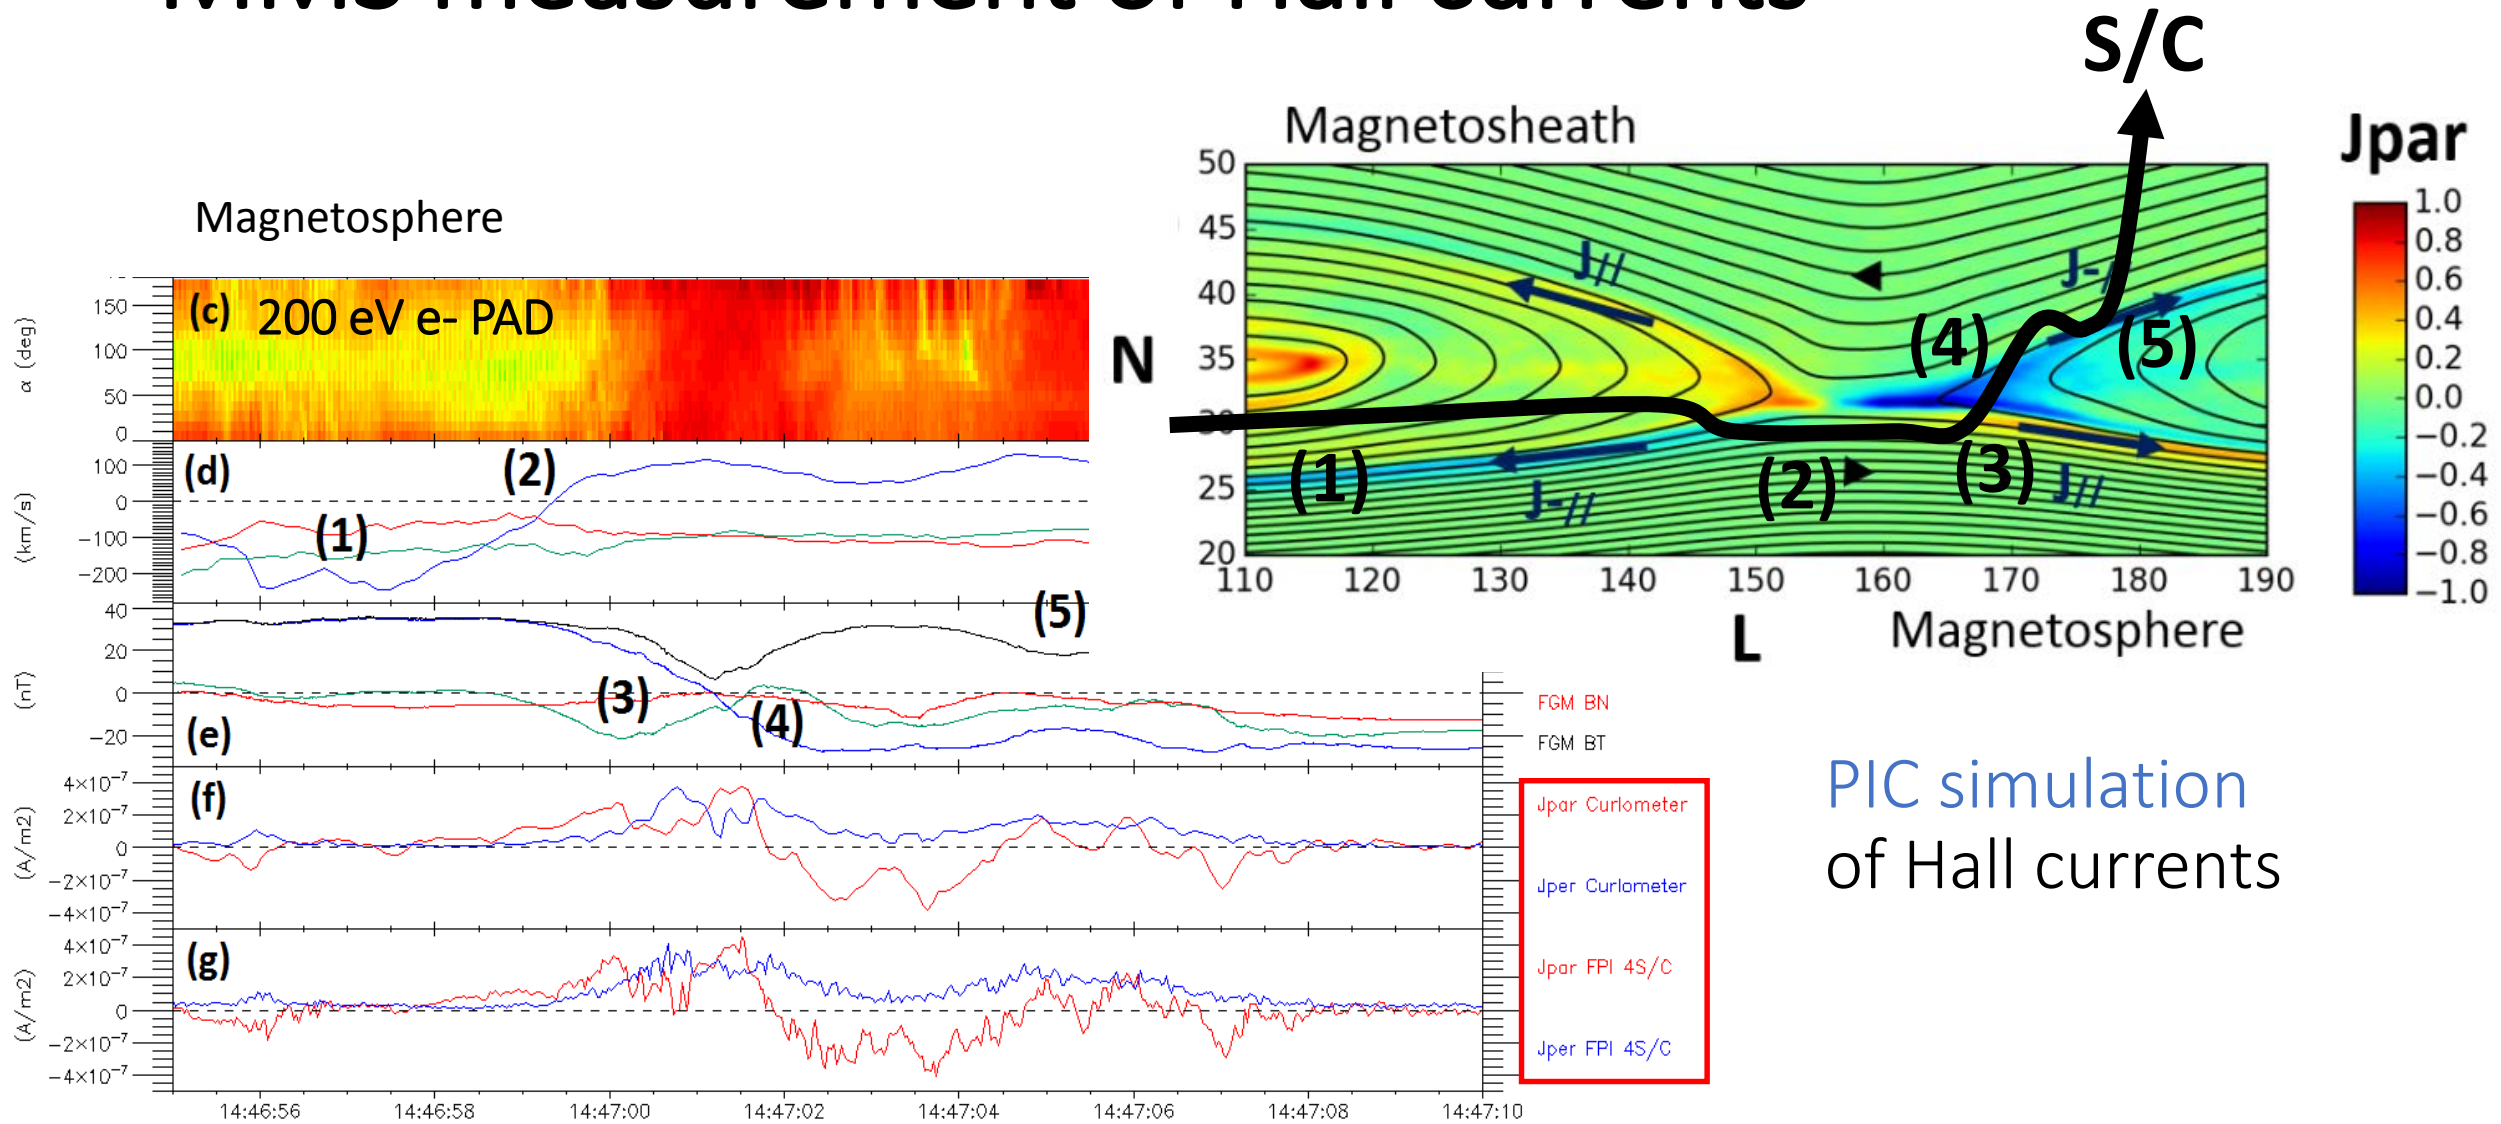 MMS measurement of Hall currents
S/C
Magnetosheath
Jpar
Magnetosphere
(c) 200 eV e- PAD
α (deg)
150
100
50
0
(d)
(1)
(2)
(km/s)
100
0
−100
−200
(e)
(3)
(4)
(5)
(nT)
40
20
0
−20
FGM BN
FGM BT
(f)
(A/m2)
4×10⁻⁷
2×10⁻⁷
0
−2×10⁻⁷
−4×10⁻⁷
Jpar Curlometer
Jper Curlometer
(g)
(A/m2)
4×10⁻⁷
2×10⁻⁷
0
−2×10⁻⁷
−4×10⁻⁷
Jpar FPI 4S/C
Jper FPI 4S/C
14:46:56 14:46:58 14:47:00 14:47:02 14:47:04 14:47:06 14:47:08 14:47:10
N
50
45
40
35
30
25
20
110 120 130 140 150 160 170 180 190
L
Magnetosphere
J//
J-/
(4)
(5)
(1)
J-//
(2)
(3)
J//
1.0
0.8
0.6
0.4
0.2
0.0
−0.2
−0.4
−0.6
−0.8
−1.0
PIC simulation
of Hall currents